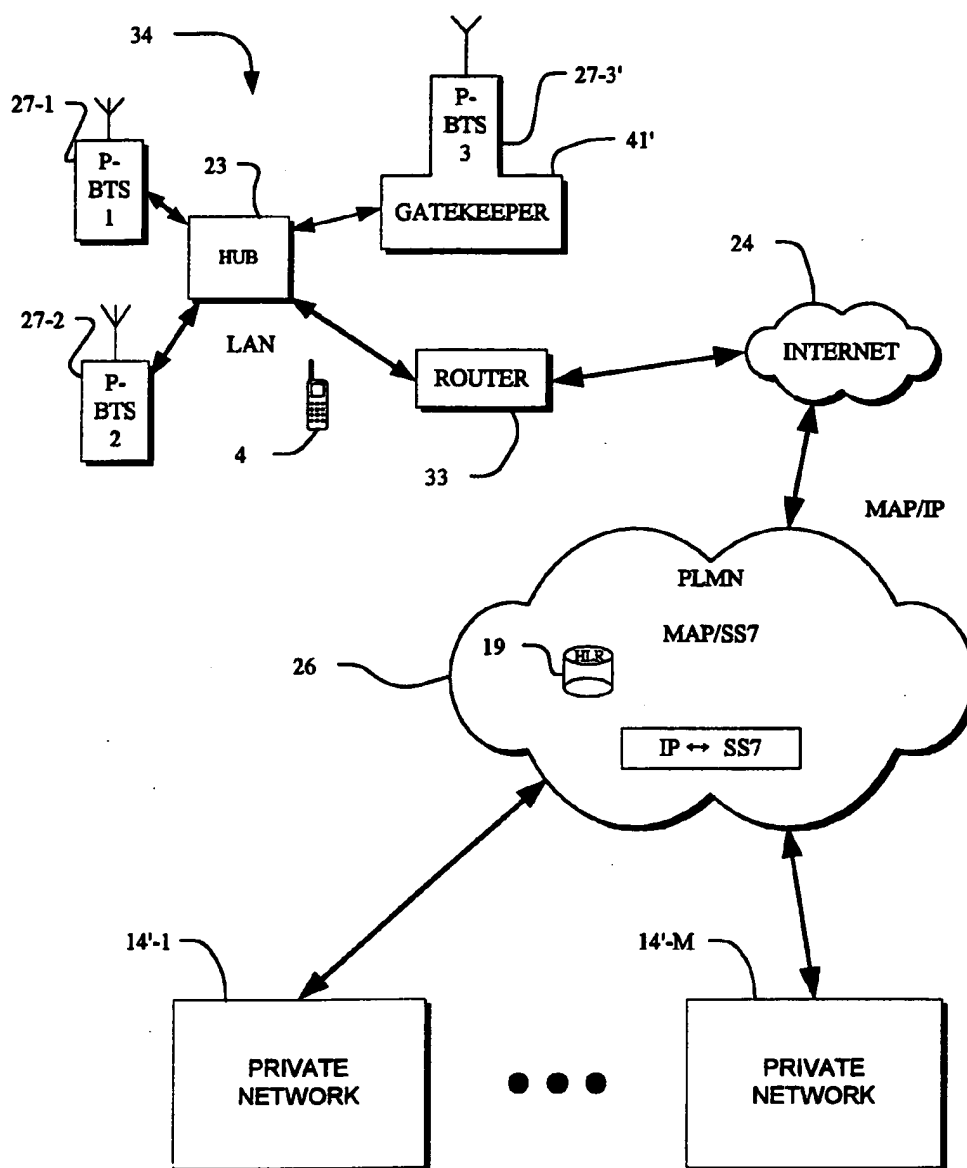 34
27-1
P-
BTS
1
23
HUB
P-
BTS
3
27-3'
41'
GATEKEEPER
27-2
P-
BTS
2
LAN
4
ROUTER
33
24
INTERNET
MAP/IP
PLMN
MAP/SS7
26
19
HLR
IP ↔ SS7
14'-1
PRIVATE
NETWORK
14'-M
PRIVATE
NETWORK